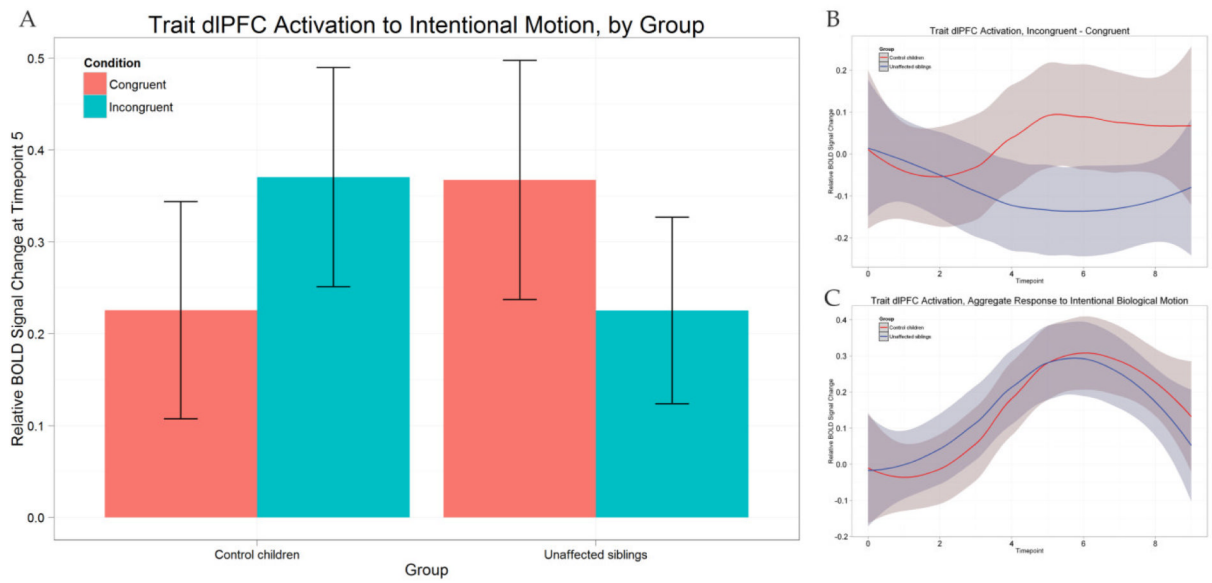 A
Trait dlPFC Activation to Intentional Motion, by Group
Relative BOLD Signal Change at Timepoint 5
0.5
0.4
0.3
0.2
0.1
0.0
Condition
Congruent
Incongruent
Control children
Unaffected siblings
Group
B
Trait dlPFC Activation, Incongruent - Congruent
Group
Control children
Unaffected siblings
Relative BOLD Signal Change
0.2
0.1
0.0
-0.1
-0.2
0
2
4
6
8
Timepoint
C
Trait dlPFC Activation, Aggregate Response to Intentional Biological Motion
Group
Control children
Unaffected siblings
Relative BOLD Signal Change
0.4
0.3
0.2
0.1
0.0
-0.1
-0.2
0
2
4
6
8
Timepoint